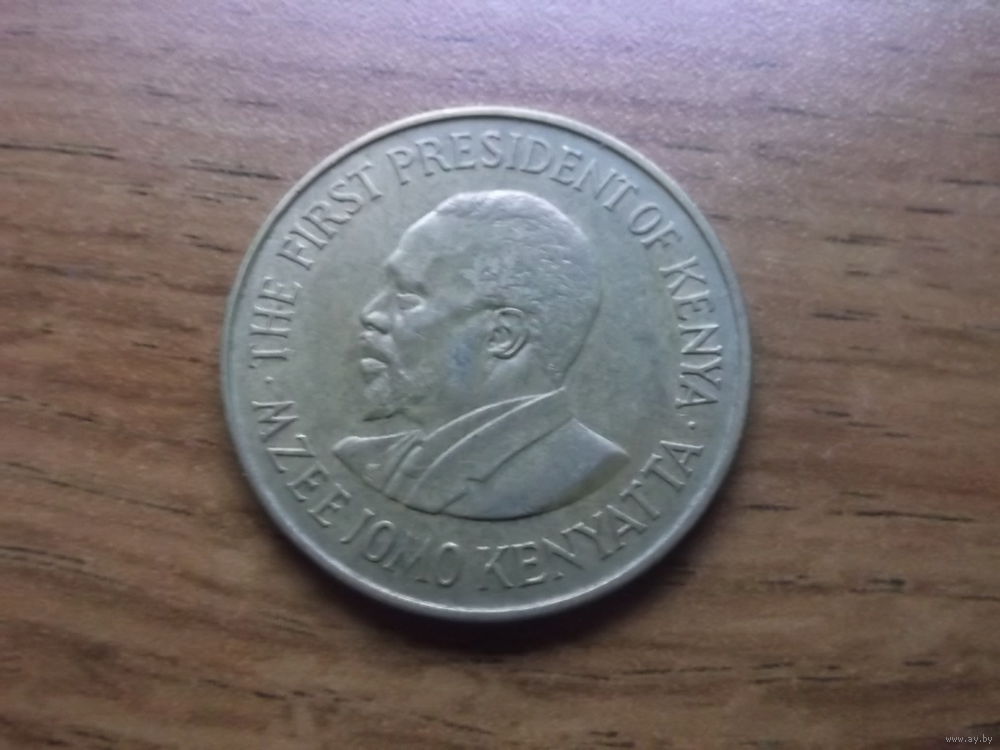 · THE FIRST PRESIDENT OF KENYA ·
MZEE JOMO KENYATTA
www.ay.by